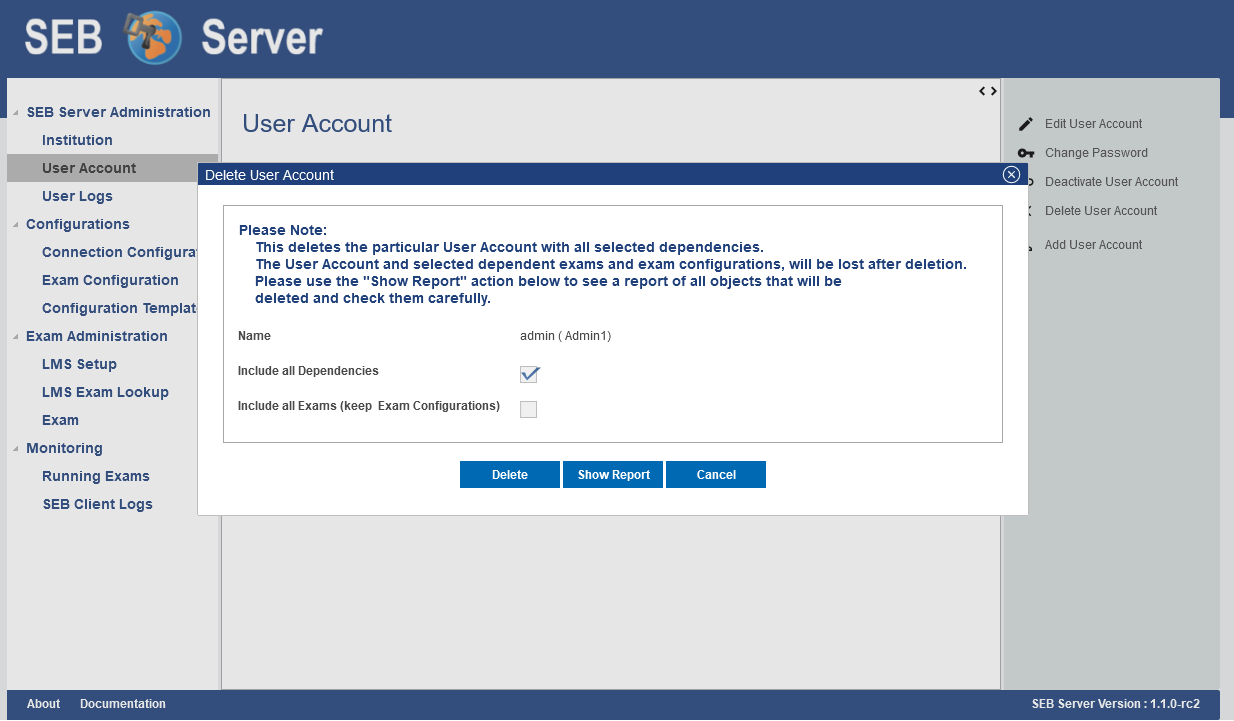 SEB Server
SEB Server Administration
Institution
User Account
User Logs
Configurations
Connection Configurat
Exam Configuration
Configuration Templat
Exam Administration
LMS Setup
LMS Exam Lookup
Exam
Monitoring
Running Exams
SEB Client Logs
User Account
Delete User Account
Please Note:
This deletes the particular User Account with all selected dependencies.
The User Account and selected dependent exams and exam configurations, will be lost after deletion.
Please use the "Show Report" action below to see a report of all objects that will be
deleted and check them carefully.
Name admin ( Admin1)
Include all Dependencies
Include all Exams (keep Exam Configurations)
Delete Show Report Cancel
Edit User Account
Change Password
Deactivate User Account
Delete User Account
Add User Account
About Documentation SEB Server Version : 1.1.0-rc2